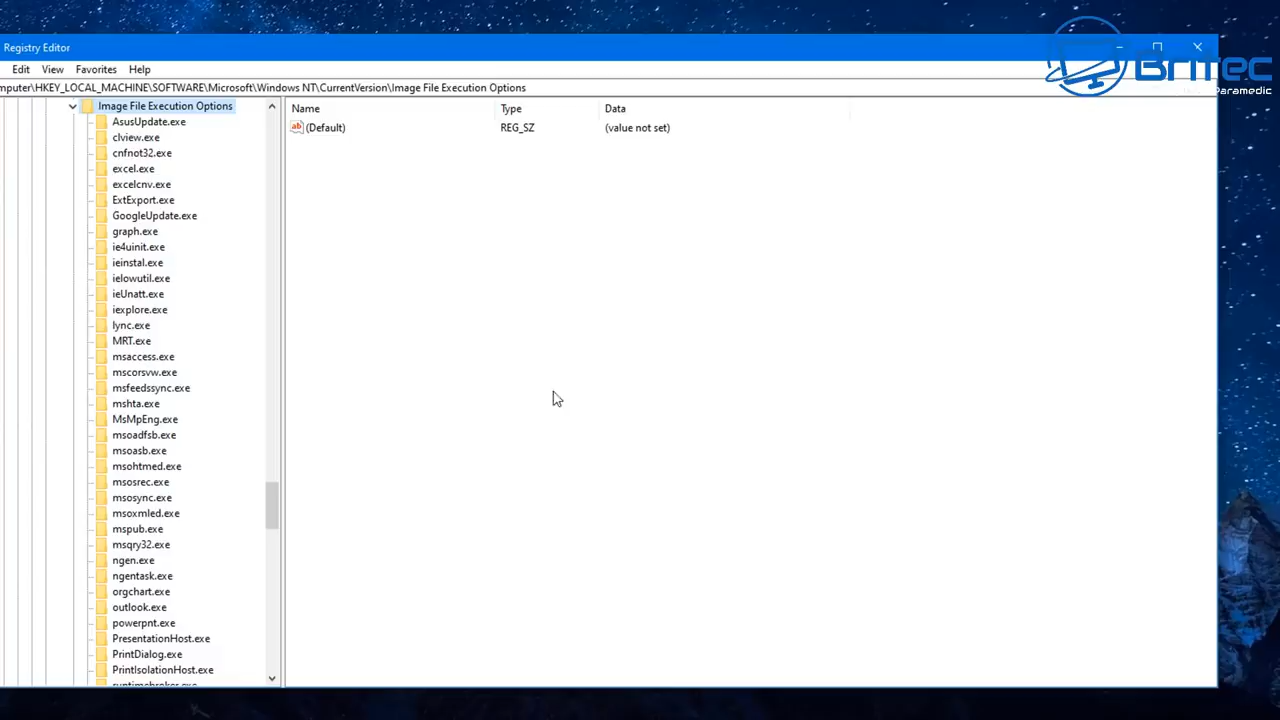 Registry Editor
Edit View Favorites Help
mputer\HKEY_LOCAL_MACHINE\SOFTWARE\Microsoft\Windows NT\CurrentVersion\Image File Execution Options
Britec
Paramedic
Image File Execution Options
AsusUpdate.exe
clview.exe
cnfnot32.exe
excel.exe
excelcnv.exe
ExtExport.exe
GoogleUpdate.exe
graph.exe
ie4uinit.exe
ieinstal.exe
ielowutil.exe
ieUnatt.exe
iexplore.exe
lync.exe
MRT.exe
msaccess.exe
mscorsvw.exe
msfeedssync.exe
mshta.exe
MsMpEng.exe
msoadfsb.exe
msoasb.exe
msohtmed.exe
msosrec.exe
msosync.exe
msoxmled.exe
mspub.exe
msqry32.exe
ngen.exe
ngentask.exe
orgchart.exe
outlook.exe
powerpnt.exe
PresentationHost.exe
PrintDialog.exe
PrintIsolationHost.exe
runtimebroker.exe
Name Type Data
(Default) REG_SZ (value not set)